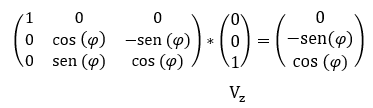 (1 0 0
0 cos (φ) −sen (φ)
0 sen (φ) cos (φ)) * (0
0
1) = (0
−sen(φ)
cos (φ))
V_z